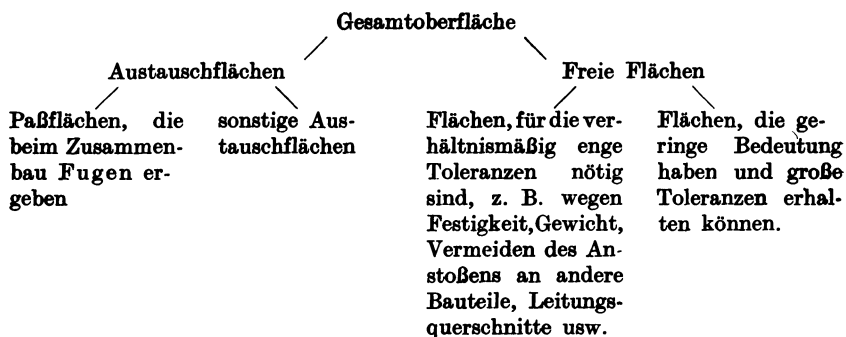 Gesamtoberfläche
Austauschflächen
Freie Flächen
Paßflächen, die
beim Zusammen-
bau Fugen er-
geben
sonstige Aus-
tauschflächen
Flächen, für die ver-
hältnismäßig enge
Toleranzen nötig
sind, z. B. wegen
Festigkeit, Gewicht,
Vermeiden des An-
stoßens an andere
Bauteile, Leitungs-
querschnitte usw.
Flächen, die ge-
ringe Bedeutung
haben und große
Toleranzen erhal-
ten können.